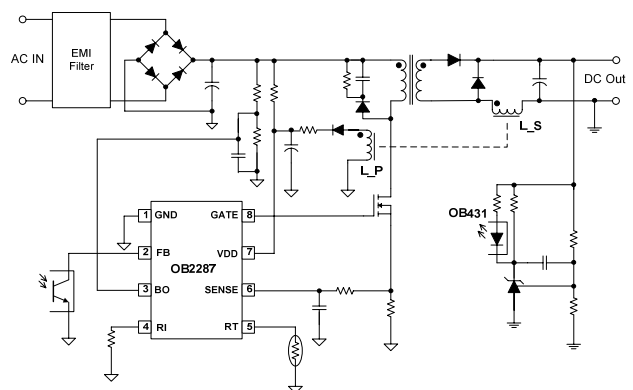 AC IN
EMI
Filter
DC Out
L_S
L_P
OB431
1 GND GATE 8
2 FB VDD 7
OB2287
3 BO SENSE 6
4 RI RT 5